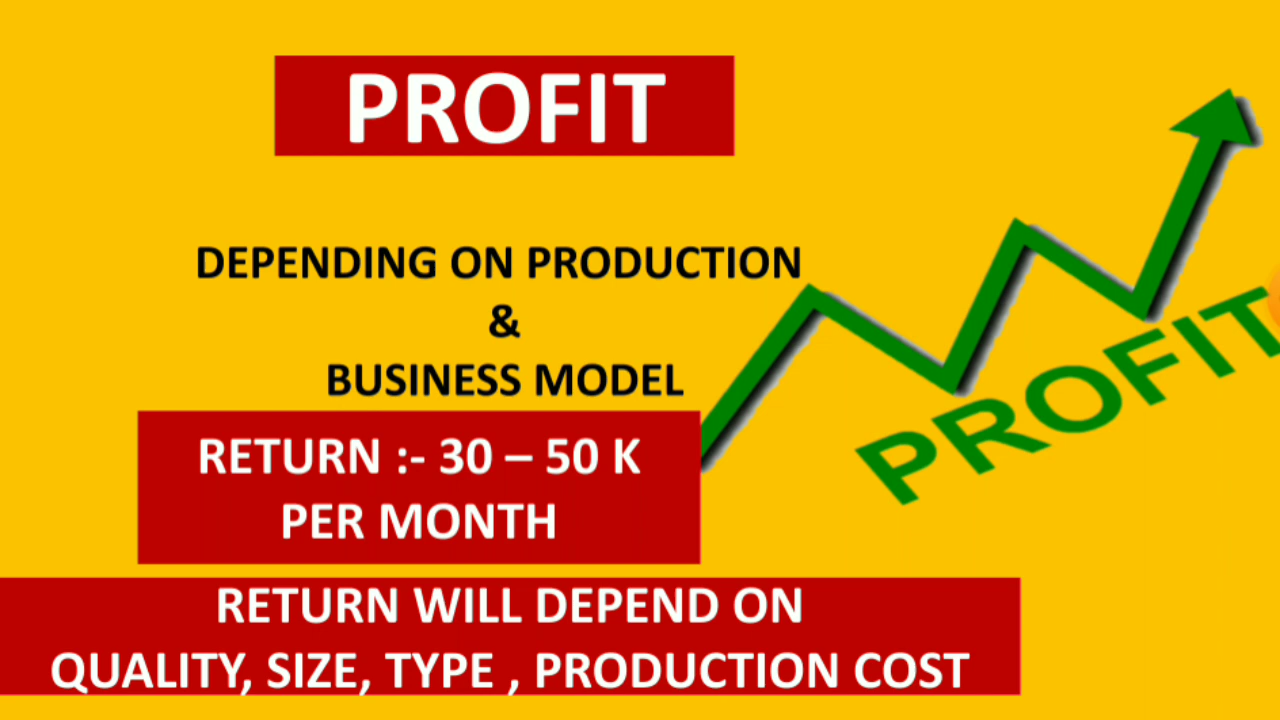 PROFIT
DEPENDING ON PRODUCTION
&
BUSINESS MODEL
RETURN :- 30 – 50 K
PER MONTH
RETURN WILL DEPEND ON
QUALITY, SIZE, TYPE , PRODUCTION COST
PROFIT